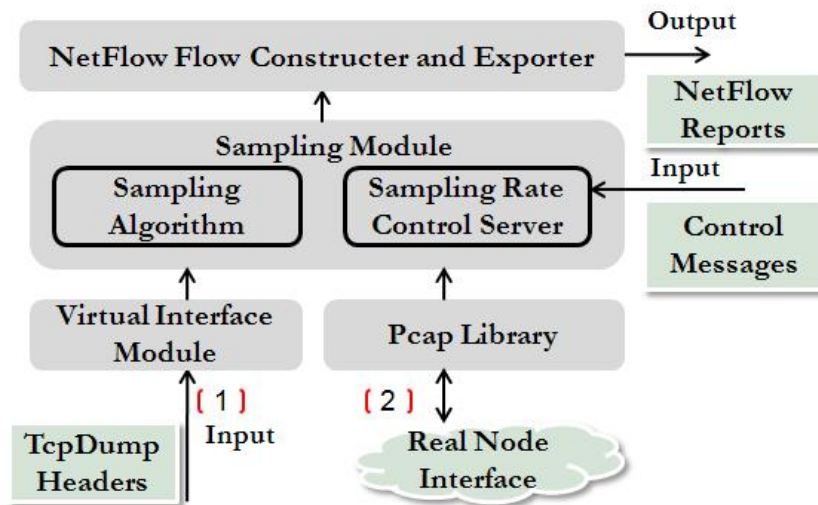 Output
NetFlow Flow Constructer and Exporter
NetFlow
Reports
Sampling Module
Input
Sampling
Algorithm
Sampling Rate
Control Server
Control
Messages
Virtual Interface
Module
Pcap Library
( 1 )
Input
( 2 )
TcpDump
Headers
Real Node
Interface